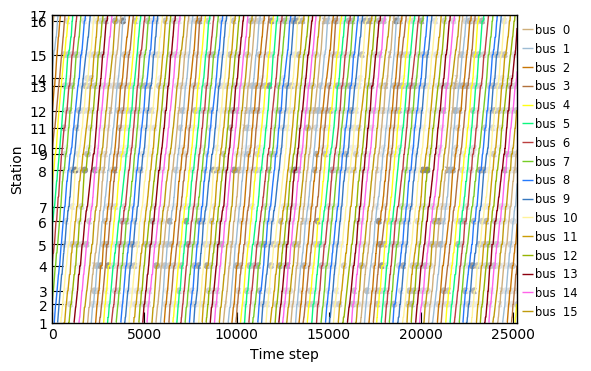 17
16
15
14
13
12
11
10
9
8
7
6
5
4
3
2
1
Station
0 5000 10000 15000 20000 25000
Time step
bus 0
bus 1
bus 2
bus 3
bus 4
bus 5
bus 6
bus 7
bus 8
bus 9
bus 10
bus 11
bus 12
bus 13
bus 14
bus 15